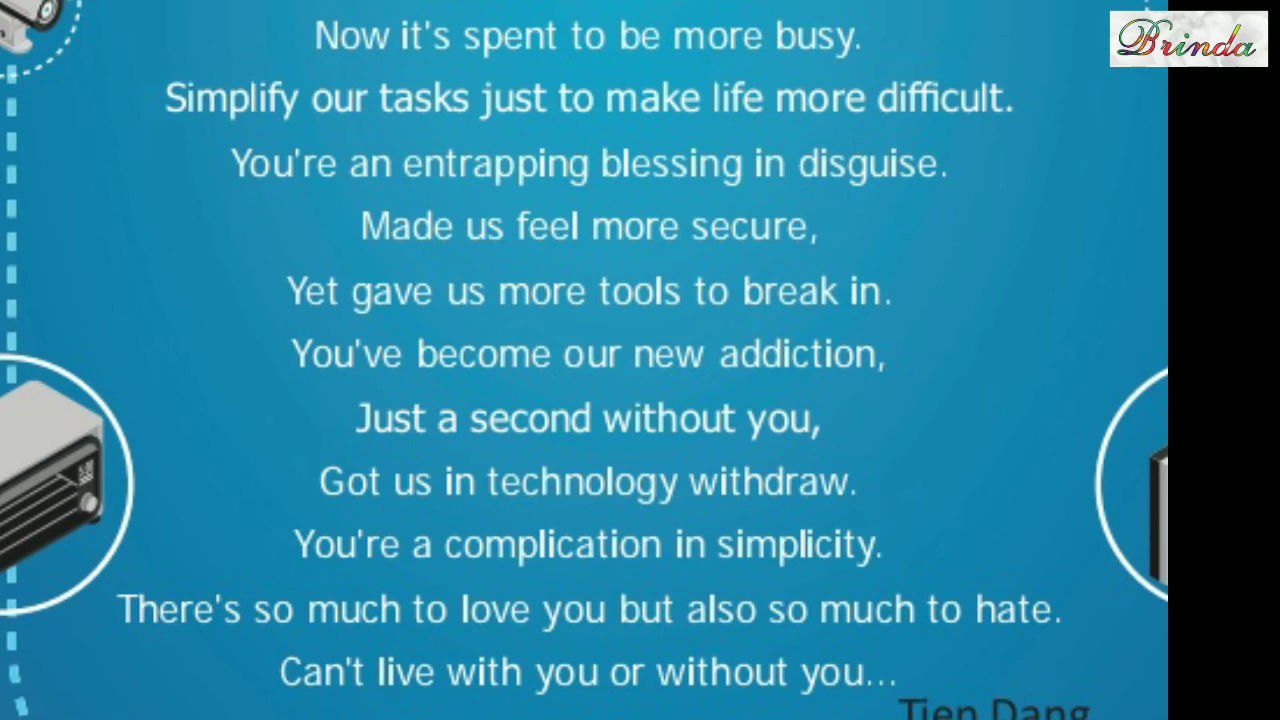 Brinda
Now it's spent to be more busy.
Simplify our tasks just to make life more difficult.
You're an entrapping blessing in disguise.
Made us feel more secure,
Yet gave us more tools to break in.
You've become our new addiction,
Just a second without you,
Got us in technology withdraw.
You're a complication in simplicity.
There's so much to love you but also so much to hate.
Can't live with you or without you...
Tien Dang